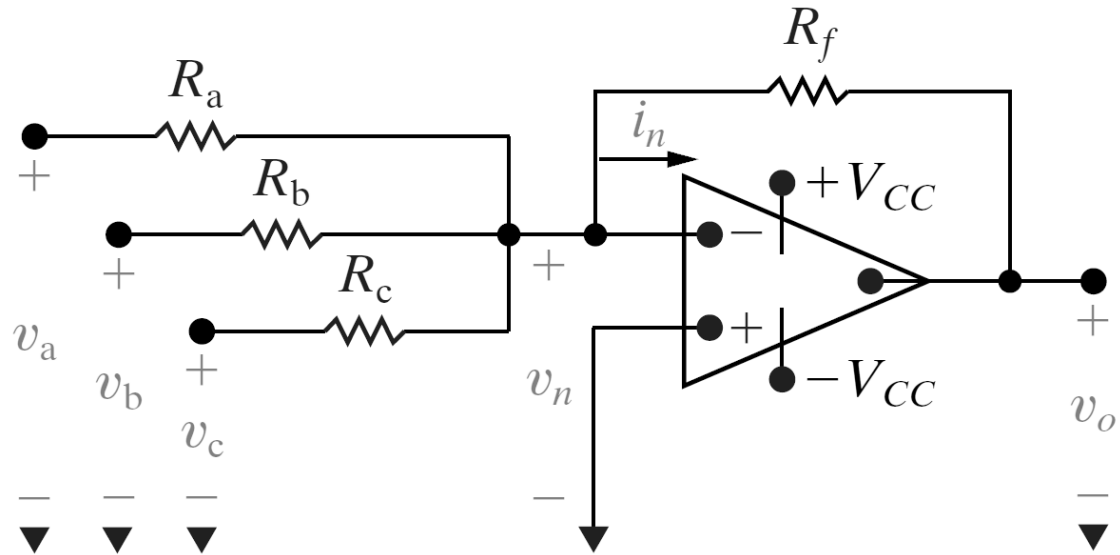 R_f
R_a
i_n
R_b
+V_CC
−
+
+
+
R_c
+
+
v_a
v_n
−V_CC
+
v_b
v_c
v_o
− − − − −